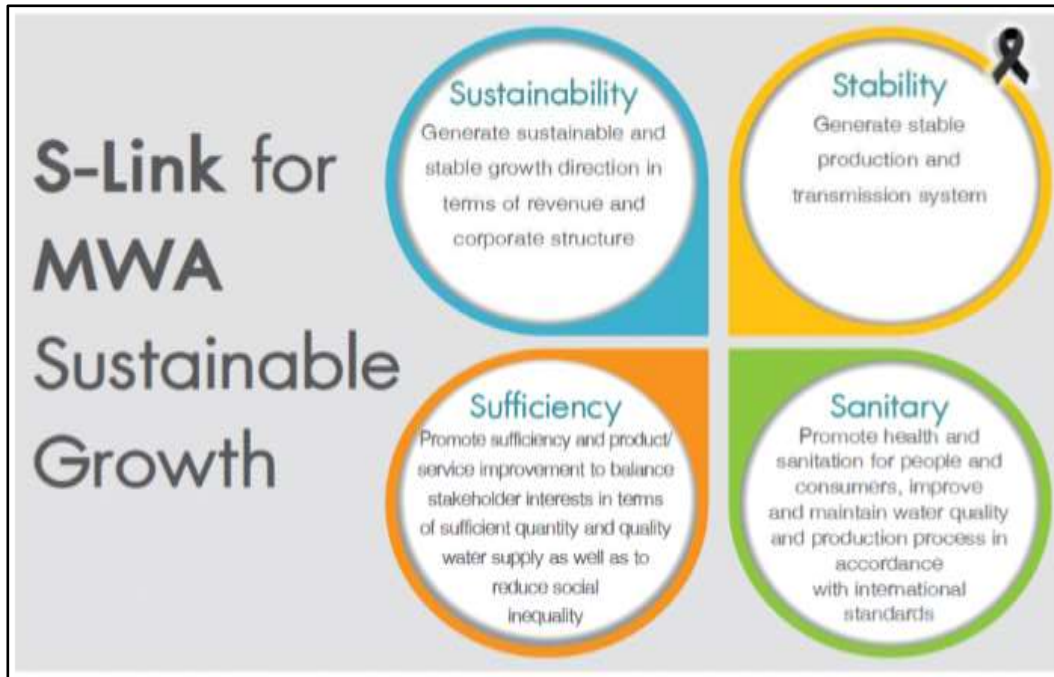 S-Link for
MWA
Sustainable
Growth
Sustainability
Generate sustainable and
stable growth direction in
terms of revenue and
corporate structure
Stability
Generate stable
production and
transmission system
Sufficiency
Promote sufficiency and product/
service improvement to balance
stakeholder interests in terms
of sufficient quantity and quality
water supply as well as to
reduce social
inequality
Sanitary
Promote health and
sanitation for people and
consumers, improve
and maintain water quality
and production process in
accordance
with international
standards